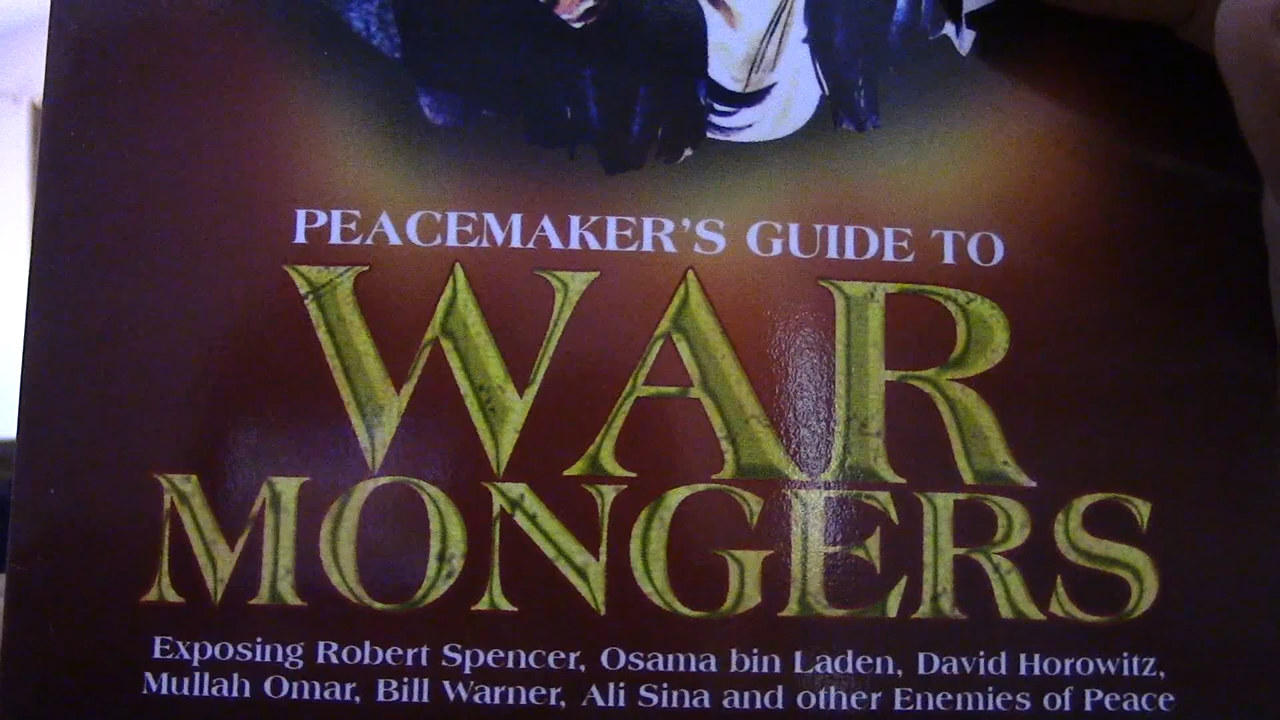 PEACEMAKER'S GUIDE TO
WAR
MONGERS
Exposing Robert Spencer, Osama bin Laden, David Horowitz,
Mullah Omar, Bill Warner, Ali Sina and other Enemies of Peace